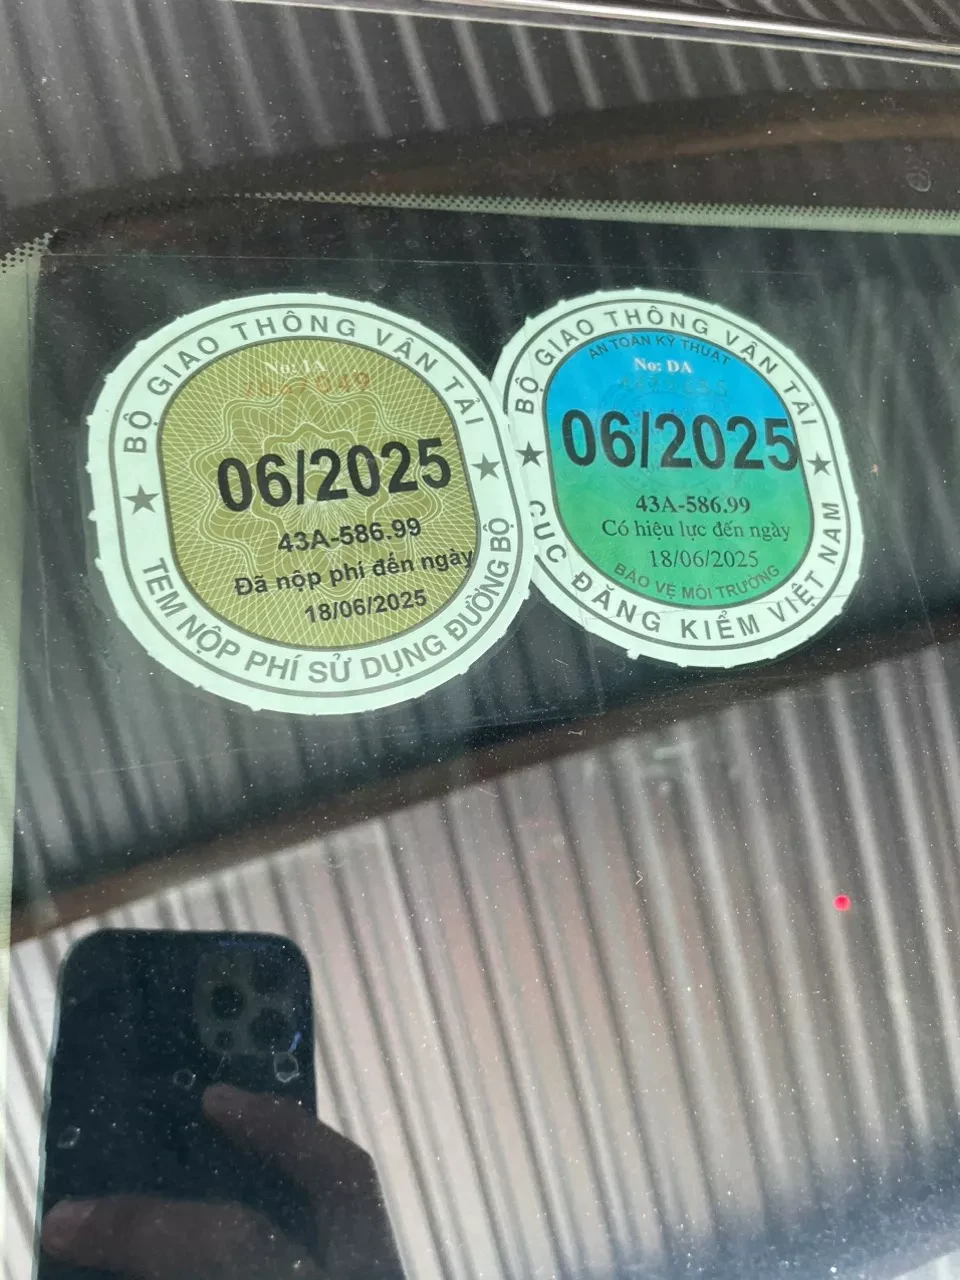 BỘ GIAO THÔNG VẬN TẢI
No: IA
06/2025
43A-586.99
Đã nộp phí đến ngày
18/06/2025
TEM NỘP PHÍ SỬ DỤNG ĐƯỜNG BỘ
BỘ GIAO THÔNG VẬN TẢI
AN TOÀN KỸ THUẬT
No: DA
06/2025
43A-586.99
Có hiệu lực đến ngày
18/06/2025
BẢO VỆ MÔI TRƯỜNG
CỤC ĐĂNG KIỂM VIỆT NAM